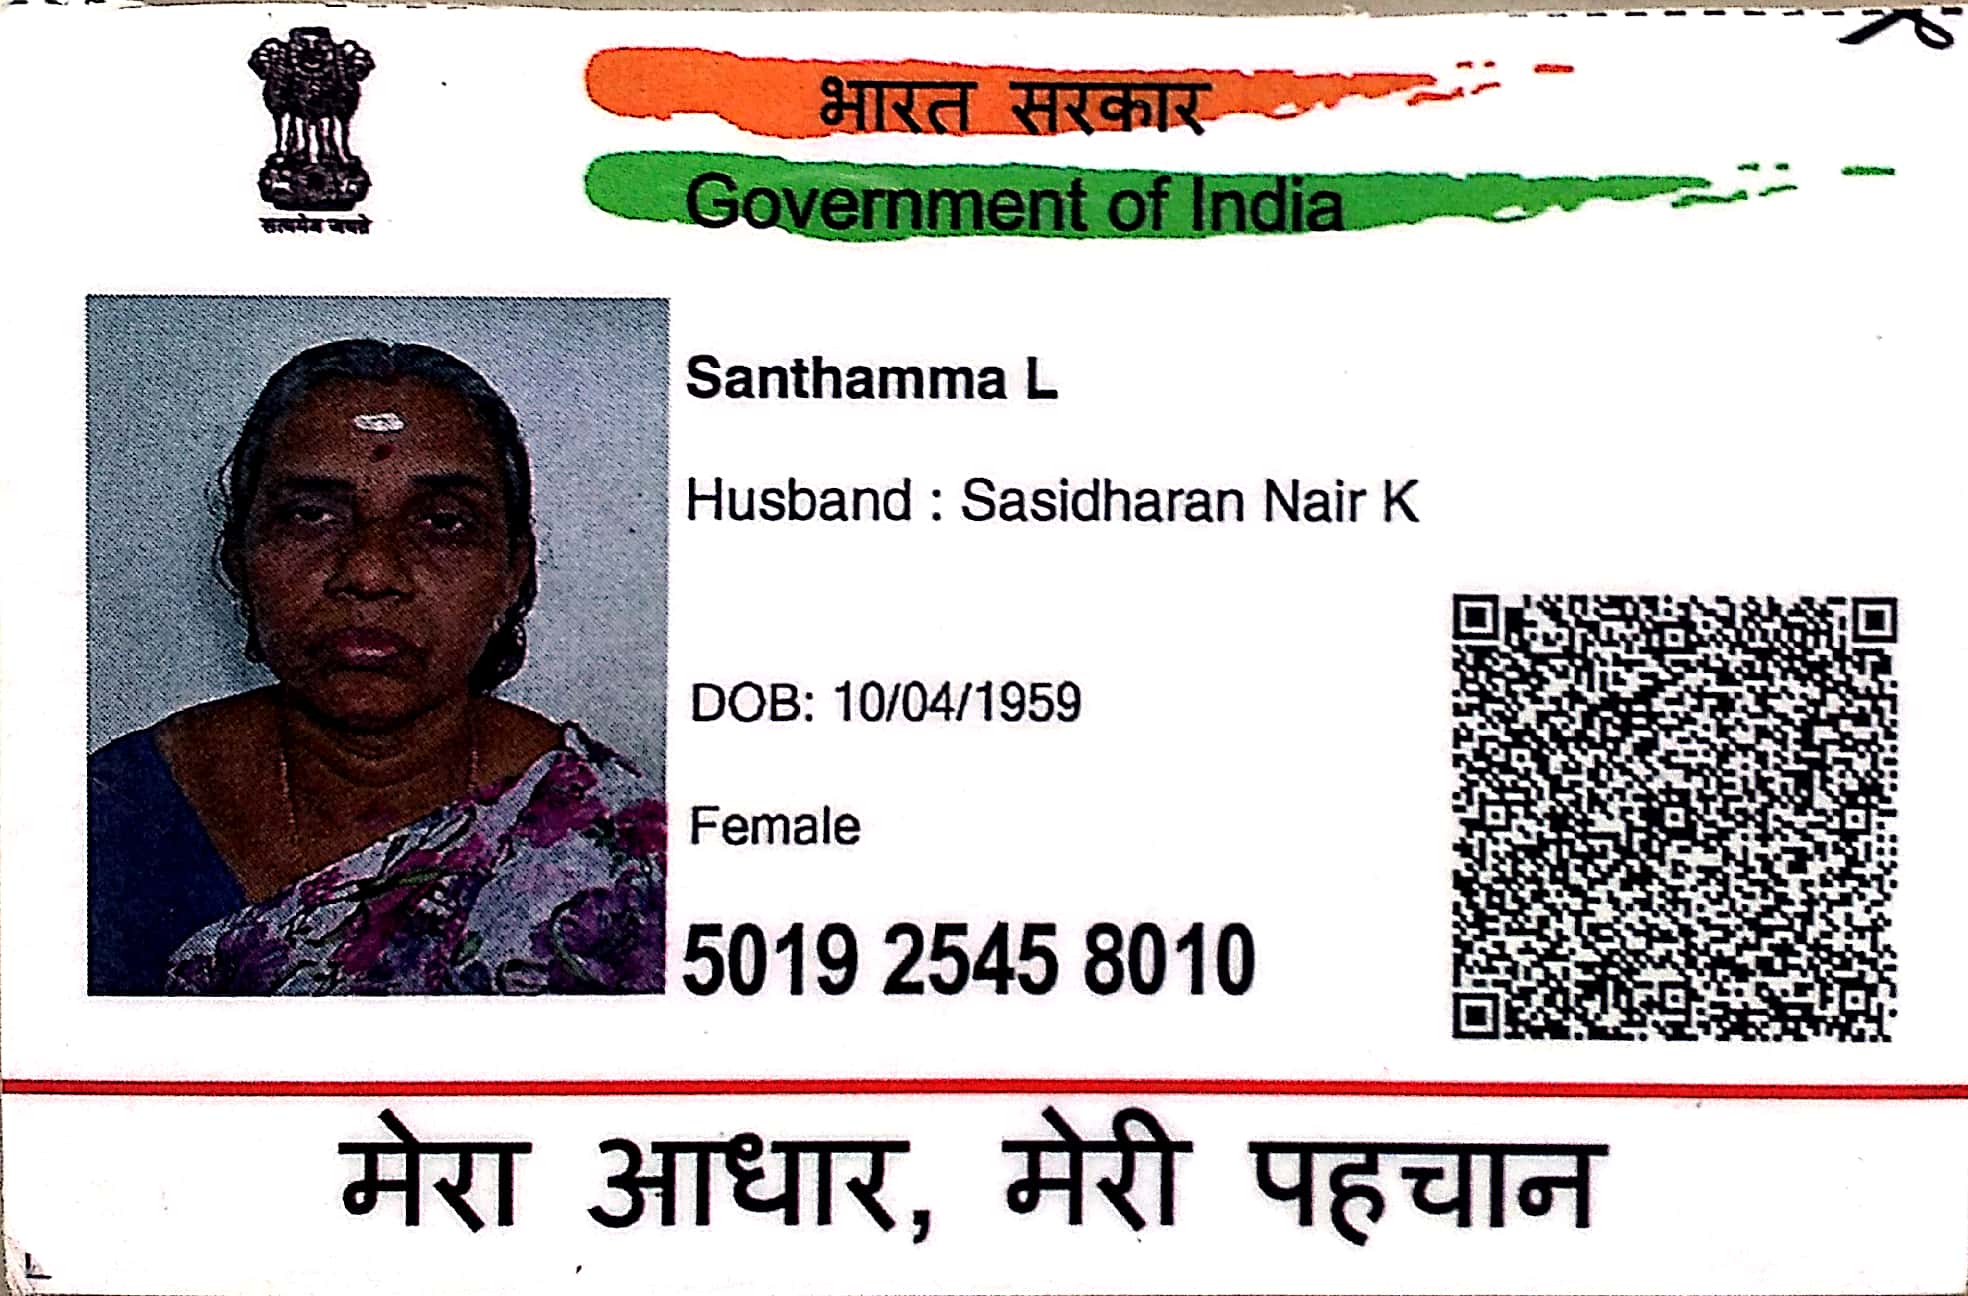 भारत सरकार
Government of India
सत्यमेव जयते
Santhamma L
Husband : Sasidharan Nair K
DOB: 10/04/1959
Female
5019 2545 8010
मेरा आधार, मेरी पहचान